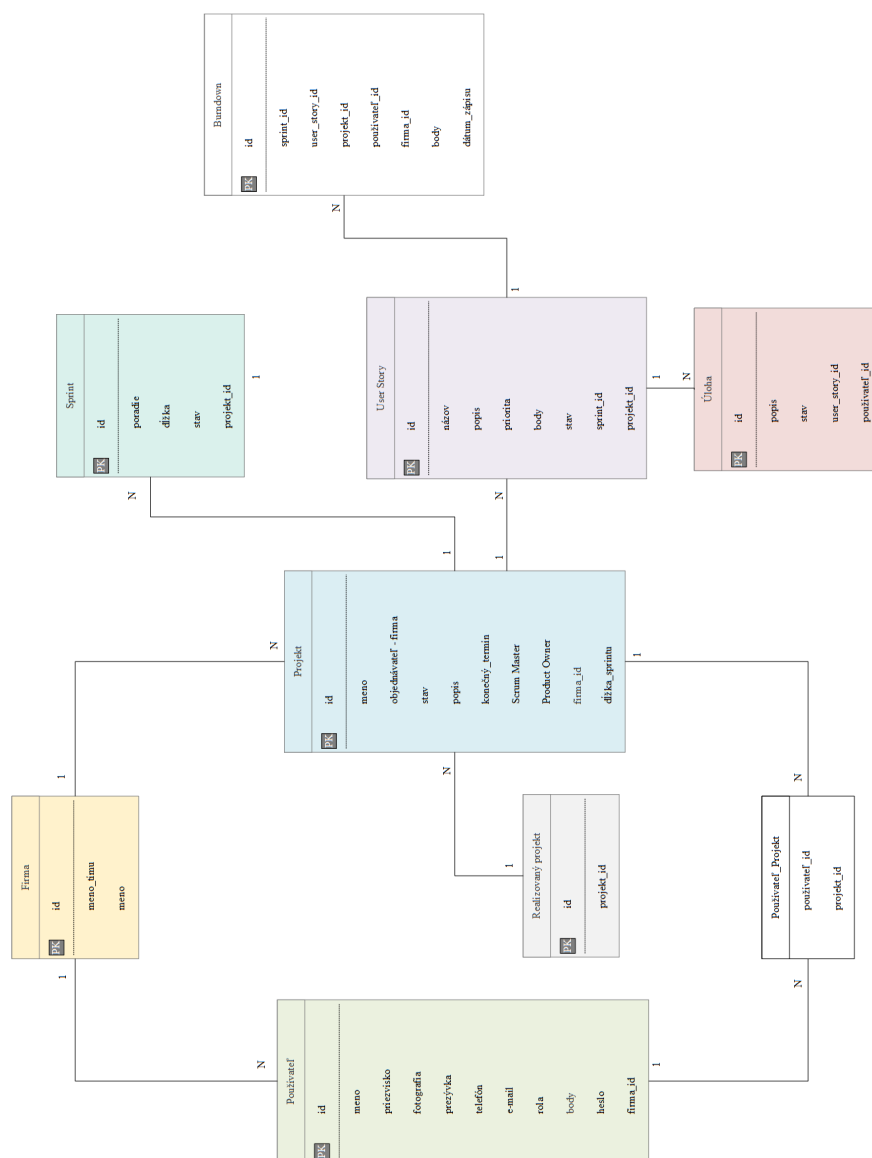 Burndown
PK id
sprint_id
user_story_id
projekt_id
používateľ_id
firma_id
body
dátum_zápisu
N
1
Sprint
PK id
poradie
dĺžka
stav
projekt_id
1
N
User Story
PK id
názov
popis
priorita
body
stav
sprint_id
projekt_id
1
N
N
Úloha
PK id
popis
stav
user_story_id
používateľ_id
1
1
Projekt
PK id
meno
objednávateľ - firma
stav
popis
konečný_termín
Scrum Master
Product Owner
firma_id
dĺžka_sprintu
N
1
N
1
Firma
PK id
meno_tímu
meno
1
1
Realizovaný projekt
PK id
projekt_id
N
Používateľ_Projekt
používateľ_id
projekt_id
N
N
Používateľ
PK id
meno
priezvisko
fotografia
prezývka
telefón
e-mail
rola
body
heslo
firma_id
1